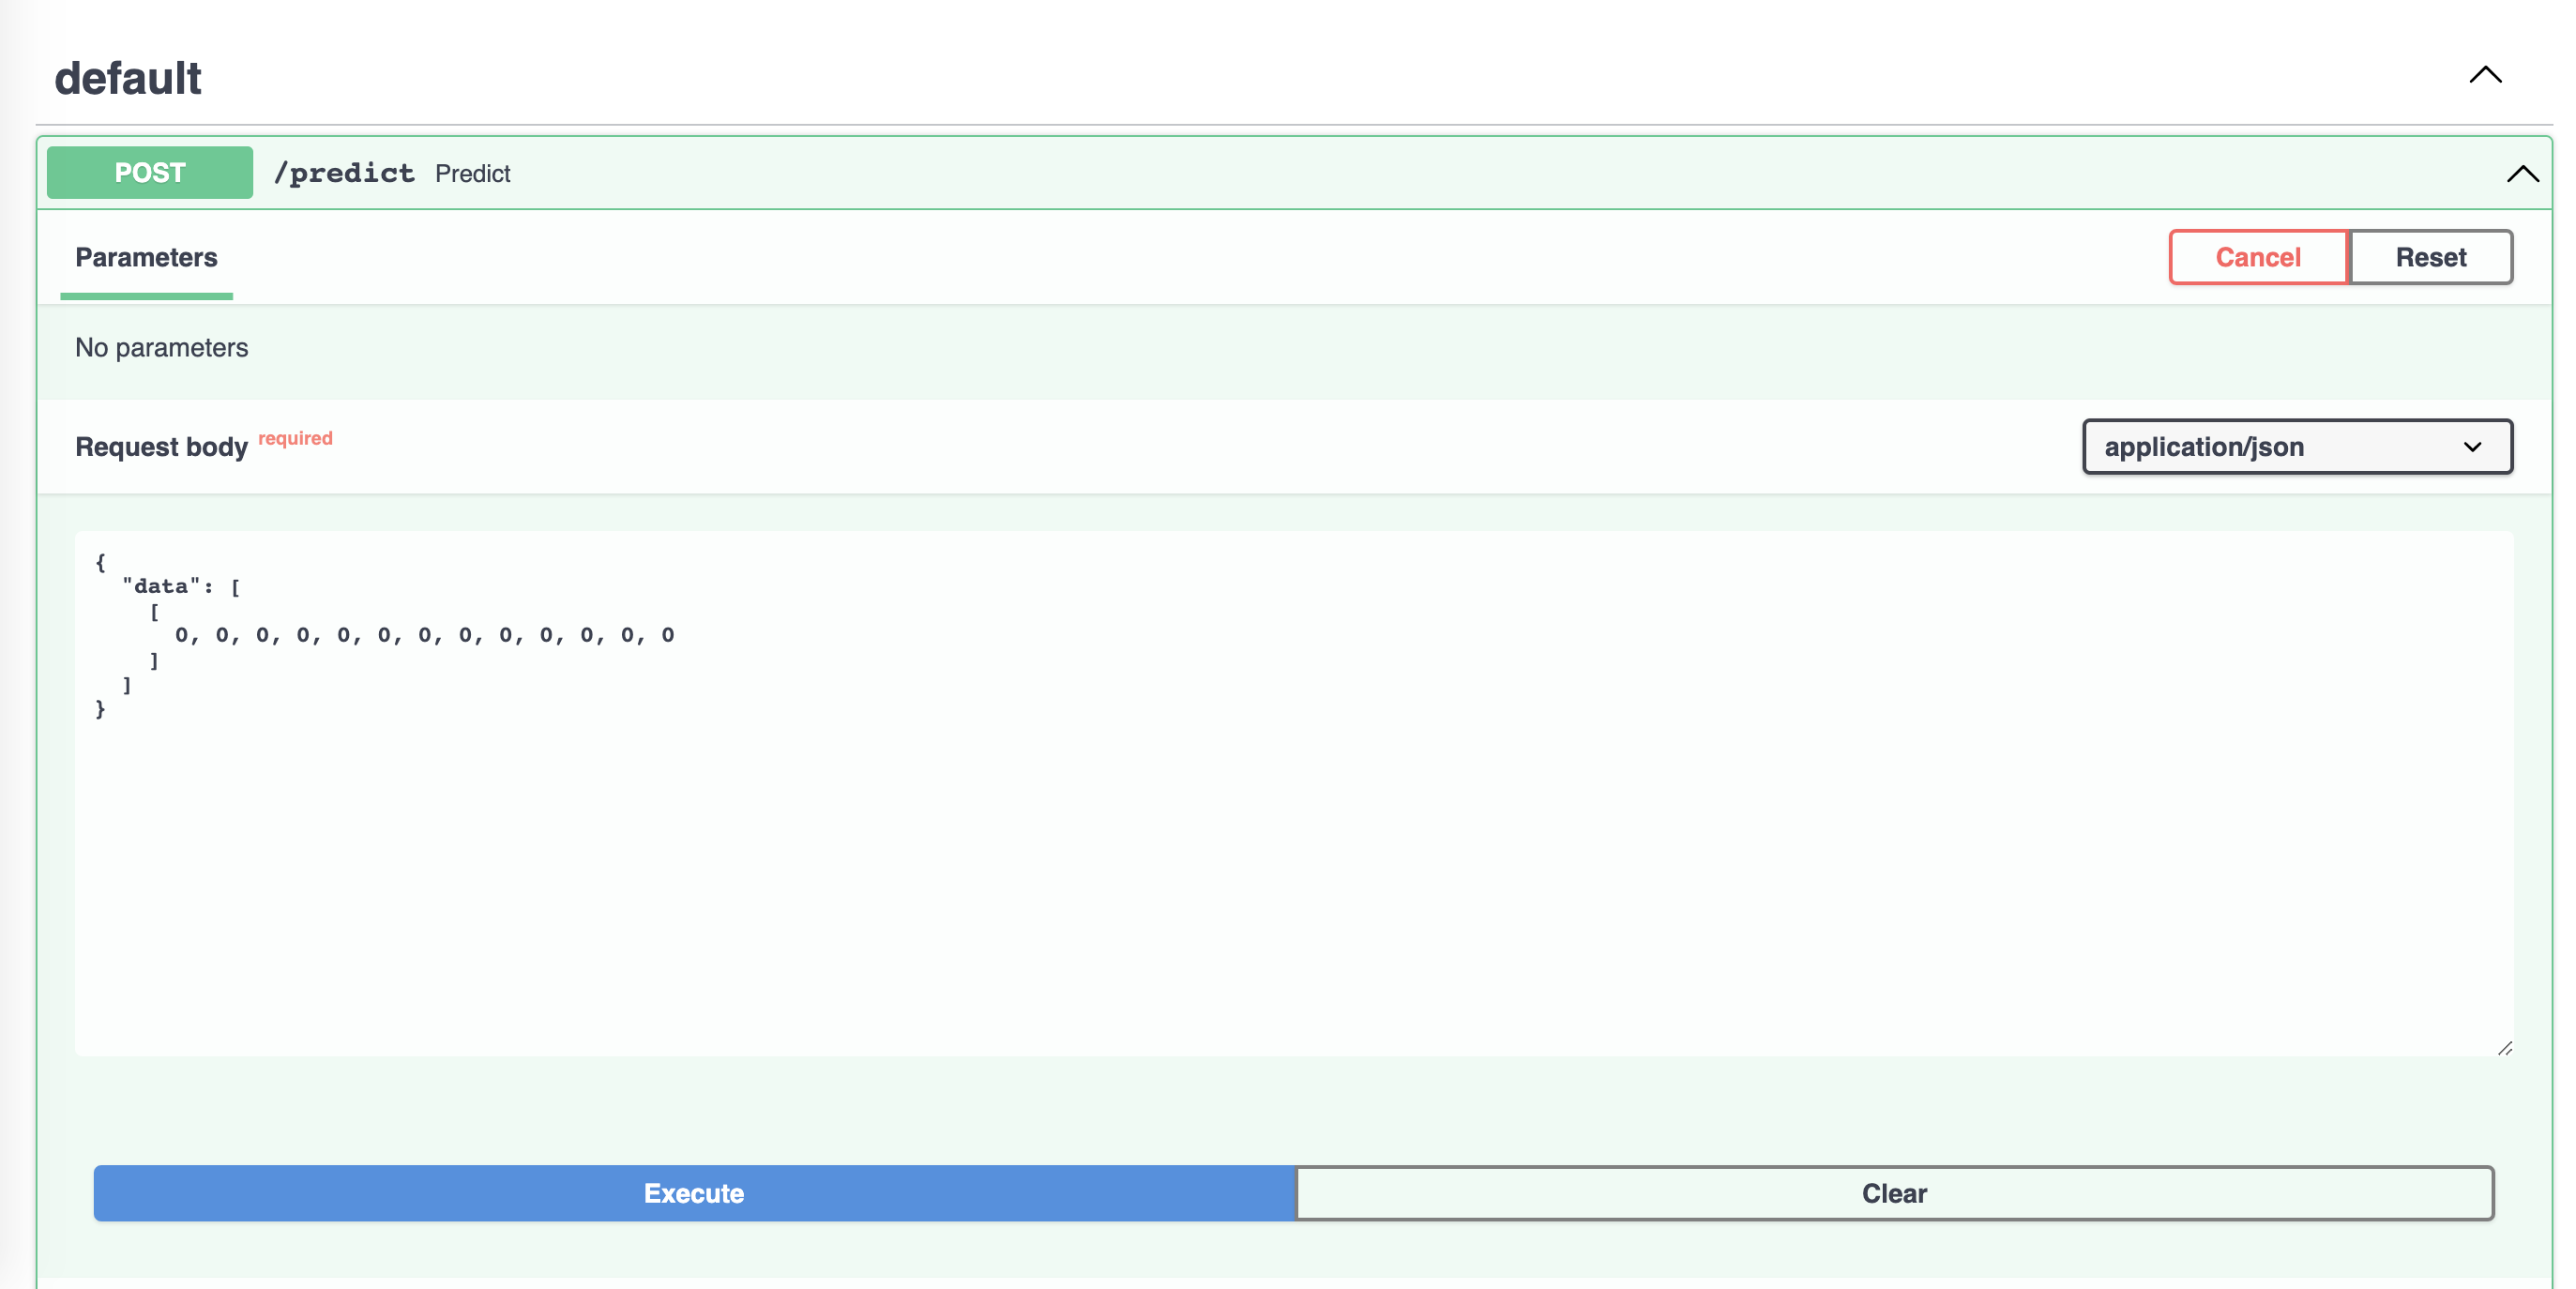 default
POST /predict Predict
Parameters
Cancel Reset
No parameters
Request body required
application/json
{
  "data": [
    [
      0, 0, 0, 0, 0, 0, 0, 0, 0, 0, 0, 0, 0
    ]
  ]
}
Execute Clear